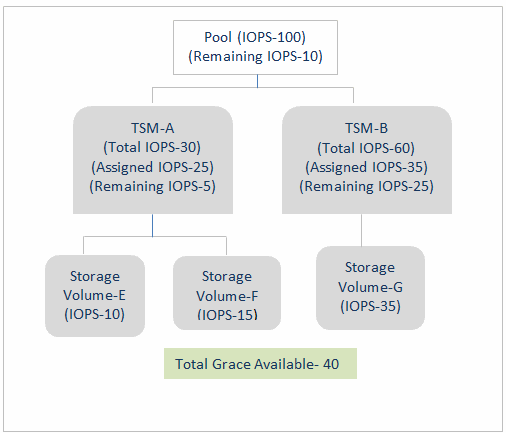 Pool (IOPS-100)
(Remaining IOPS-10)
TSM-A
(Total IOPS-30)
(Assigned IOPS-25)
(Remaining IOPS-5)
TSM-B
(Total IOPS-60)
(Assigned IOPS-35)
(Remaining IOPS-25)
Storage
Volume-E
(IOPS-10)
Storage
Volume-F
(IOPS-15)
Storage
Volume-G
(IOPS-35)
Total Grace Available- 40